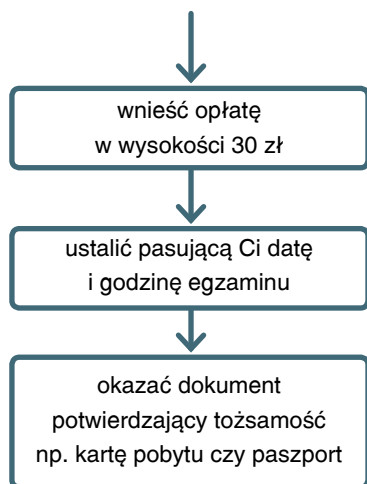 wnieść opłatę
w wysokości 30 zł
ustalić pasującą Ci datę
i godzinę egzaminu
okazać dokument
potwierdzający tożsamość
np. kartę pobytu czy paszport